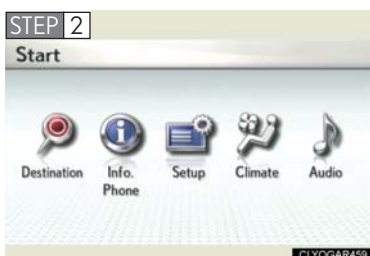 STEP 2
Start
Destination
Info.
Phone
Setup
Climate
Audio
CLYOGAR459